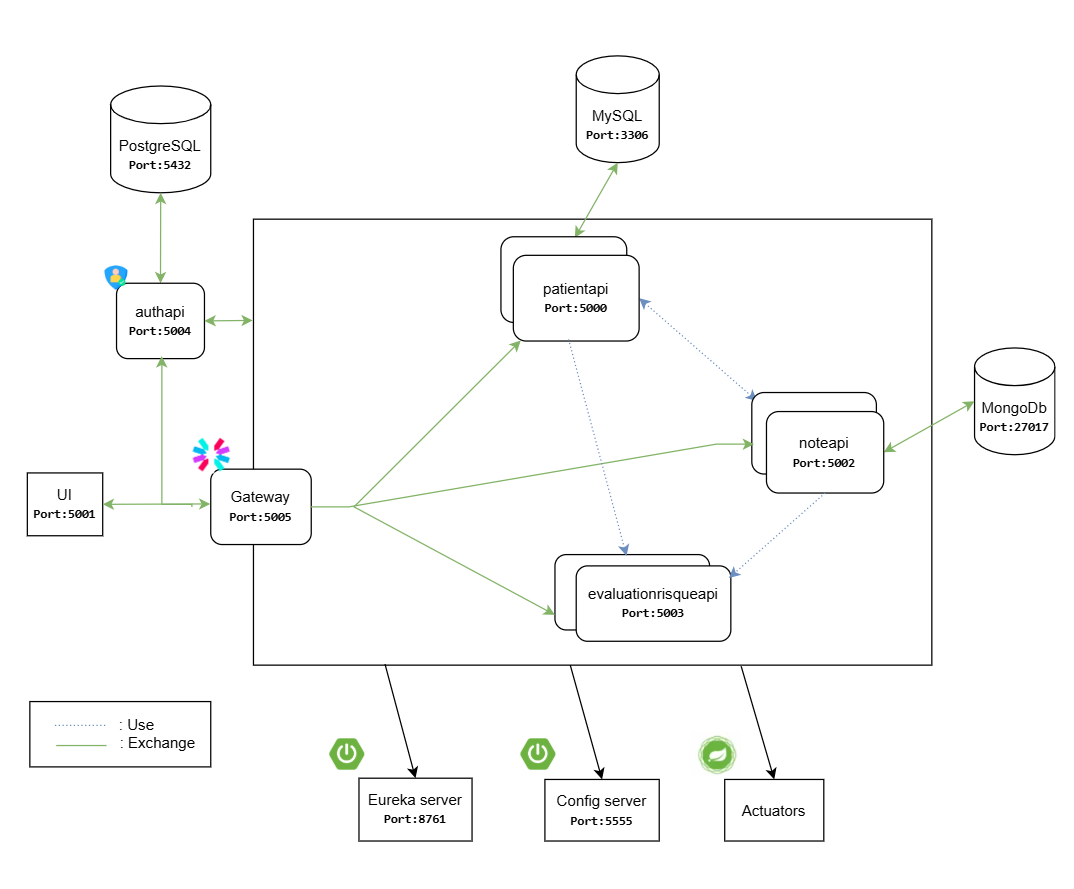 MySQL
Port:3306
PostgreSQL
Port:5432
patientapi
Port:5000
authapi
Port:5004
MongoDb
Port:27017
noteapi
Port:5002
UI
Port:5001
Gateway
Port:5005
evaluationrisqueapi
Port:5003
: Use
: Exchange
Eureka server
Port:8761
Config server
Port:5555
Actuators